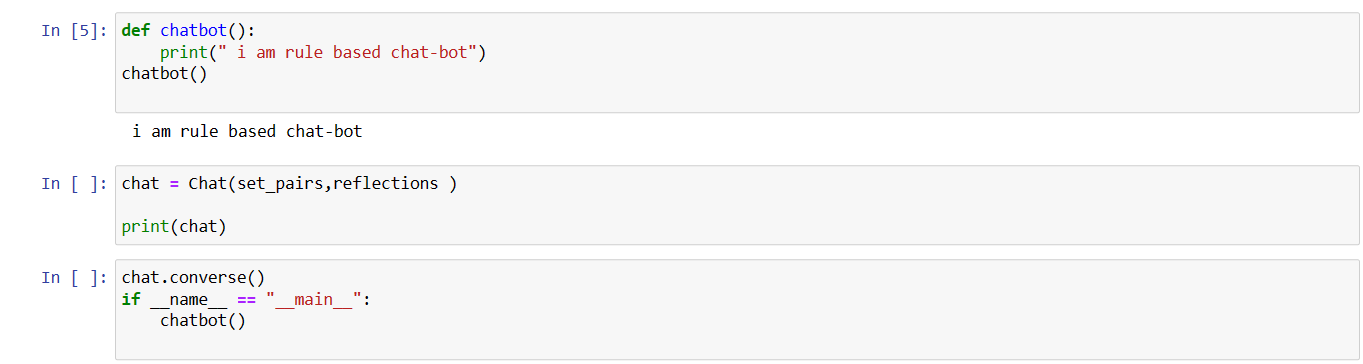 In [5]: def chatbot():
    print(" i am rule based chat-bot")
chatbot()
i am rule based chat-bot
In [ ]: chat = Chat(set_pairs,reflections )
print(chat)
In [ ]: chat.converse()
if __name__ == "__main__":
    chatbot()